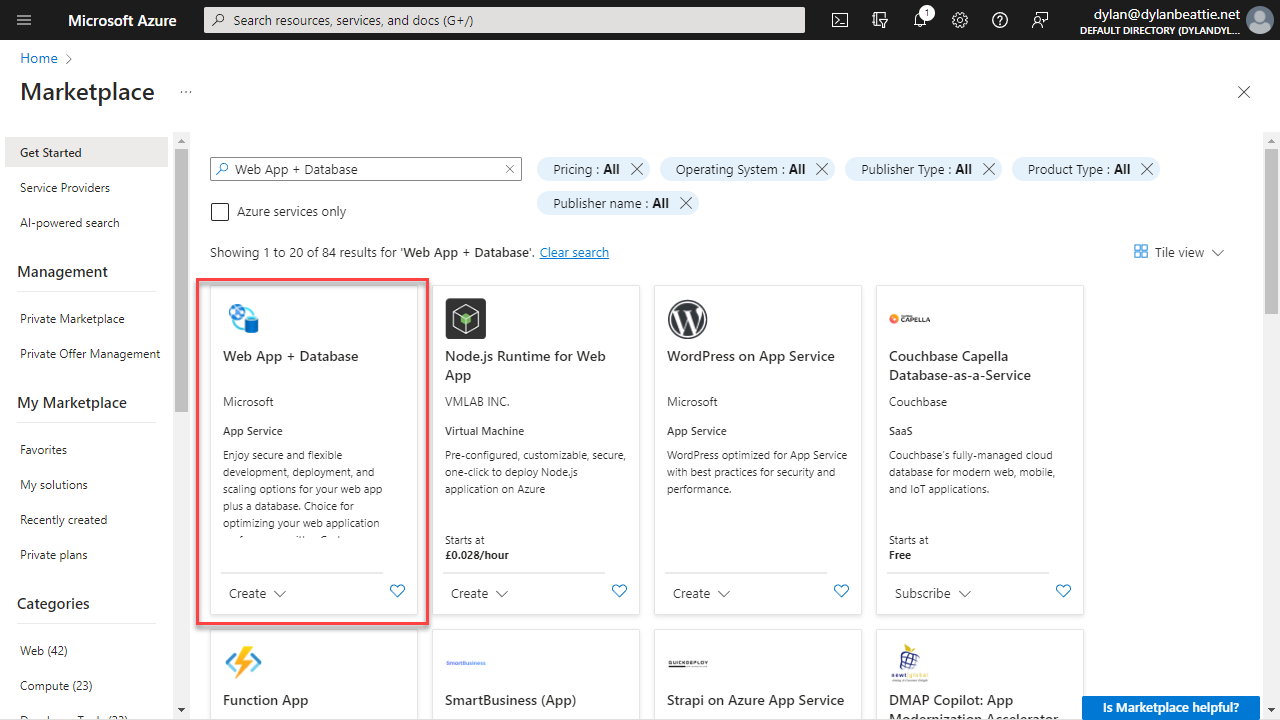 Microsoft Azure
Search resources, services, and docs (G+/)
1
dylan@dylanbeattie.net
DEFAULT DIRECTORY (DYLANDYL...
Home
Marketplace
...
Get Started
Service Providers
AI-powered search
Management
Private Marketplace
Private Offer Management
My Marketplace
Favorites
My solutions
Recently created
Private plans
Categories
Web (42)
Compute (23)
Web App + Database
Pricing : All
Operating System : All
Publisher Type : All
Product Type : All
Publisher name : All
Azure services only
Showing 1 to 20 of 84 results for 'Web App + Database'. Clear search
Tile view
Web App + Database
Microsoft
App Service
Enjoy secure and flexible
development, deployment, and
scaling options for your web app
plus a database. Choice for
optimizing your web application
Create
Node.js Runtime for Web
App
VMLAB INC.
Virtual Machine
Pre-configured, customizable, secure,
one-click to deploy Node.js
application on Azure
Starts at
£0.028/hour
Create
WordPress on App Service
Microsoft
App Service
WordPress optimized for App Service
with best practices for security and
performance.
Create
CAPELLA
Couchbase Capella
Database-as-a-Service
Couchbase
SaaS
Couchbase's fully-managed cloud
database for modern web, mobile,
and IoT applications.
Starts at
Free
Subscribe
Function App
SmartBusiness
SmartBusiness (App)
QUICKDEPLOY
Strapi on Azure App Service
newt global
DMAP Copilot: App
Modernization Accelerator
Is Marketplace helpful?